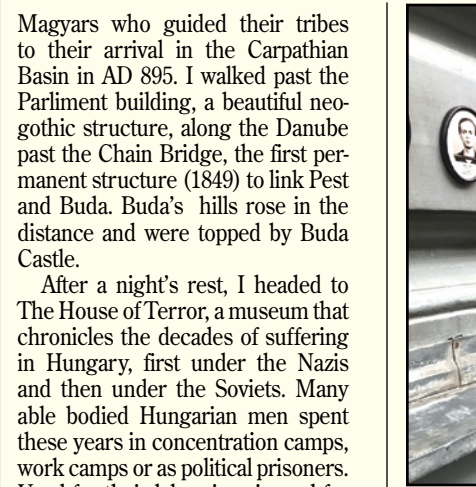 Magyars who guided their tribes
to their arrival in the Carpathian
Basin in AD 895. I walked past the
Parliment building, a beautiful neo-
gothic structure, along the Danube
past the Chain Bridge, the first per-
manent structure (1849) to link Pest
and Buda. Buda's hills rose in the
distance and were topped by Buda
Castle.
After a night's rest, I headed to
The House of Terror, a museum that
chronicles the decades of suffering
in Hungary, first under the Nazis
and then under the Soviets. Many
able bodied Hungarian men spent
these years in concentration camps,
work camps or as political prisoners.